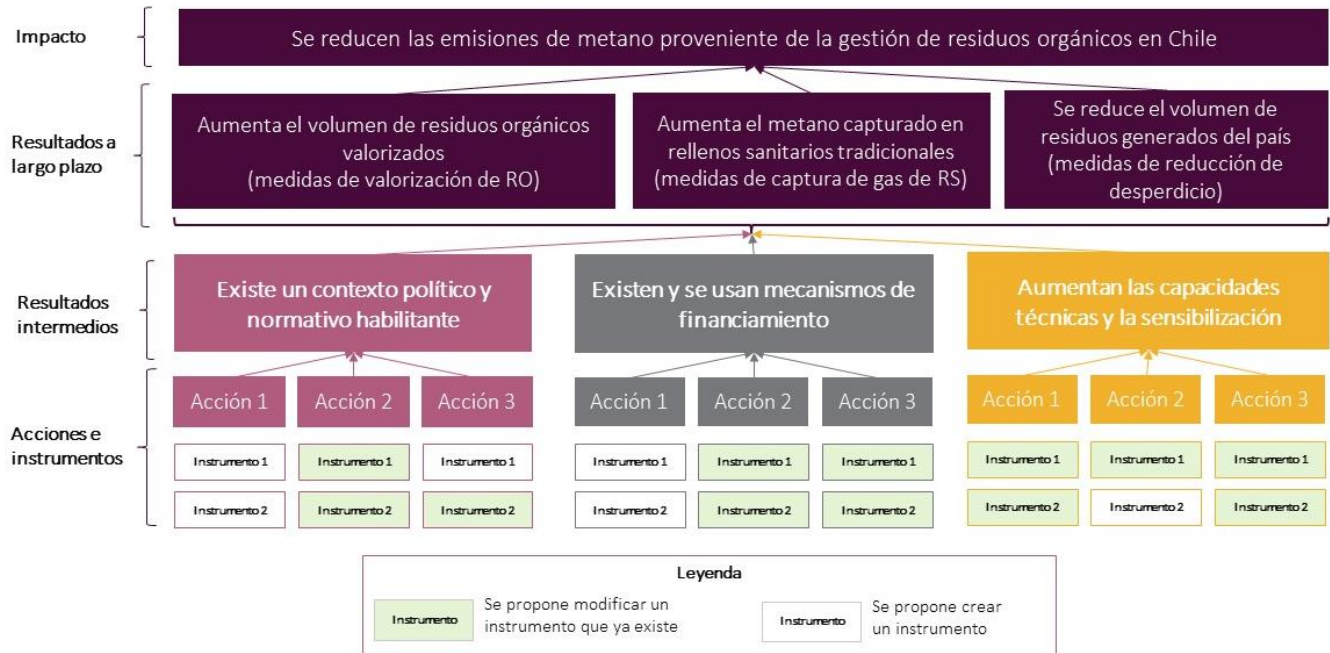 Impacto
Se reducen las emisiones de metano proveniente de la gestión de residuos orgánicos en Chile
Resultados a
largo plazo
Aumenta el volumen de residuos orgánicos
valorizados
(medidas de valorización de RO)
Aumenta el metano capturado en
rellenos sanitarios tradicionales
(medidas de captura de gas de RS)
Se reduce el volumen de
residuos generados del país
(medidas de reducción de
desperdicio)
Resultados
intermedios
Existe un contexto político y
normativo habilitante
Existen y se usan mecanismos de
financiamiento
Aumentan las capacidades
técnicas y la sensibilización
Acciones e
instrumentos
Acción 1
Acción 2
Acción 3
Acción 1
Acción 2
Acción 3
Acción 1
Acción 2
Acción 3
Instrumento 1
Instrumento 1
Instrumento 1
Instrumento 1
Instrumento 1
Instrumento 1
Instrumento 1
Instrumento 1
Instrumento 1
Instrumento 2
Instrumento 2
Instrumento 2
Instrumento 2
Instrumento 2
Instrumento 2
Instrumento 2
Instrumento 2
Instrumento 2
Leyenda
Instrumento
Se propone modificar un
instrumento que ya existe
Instrumento
Se propone crear
un instrumento